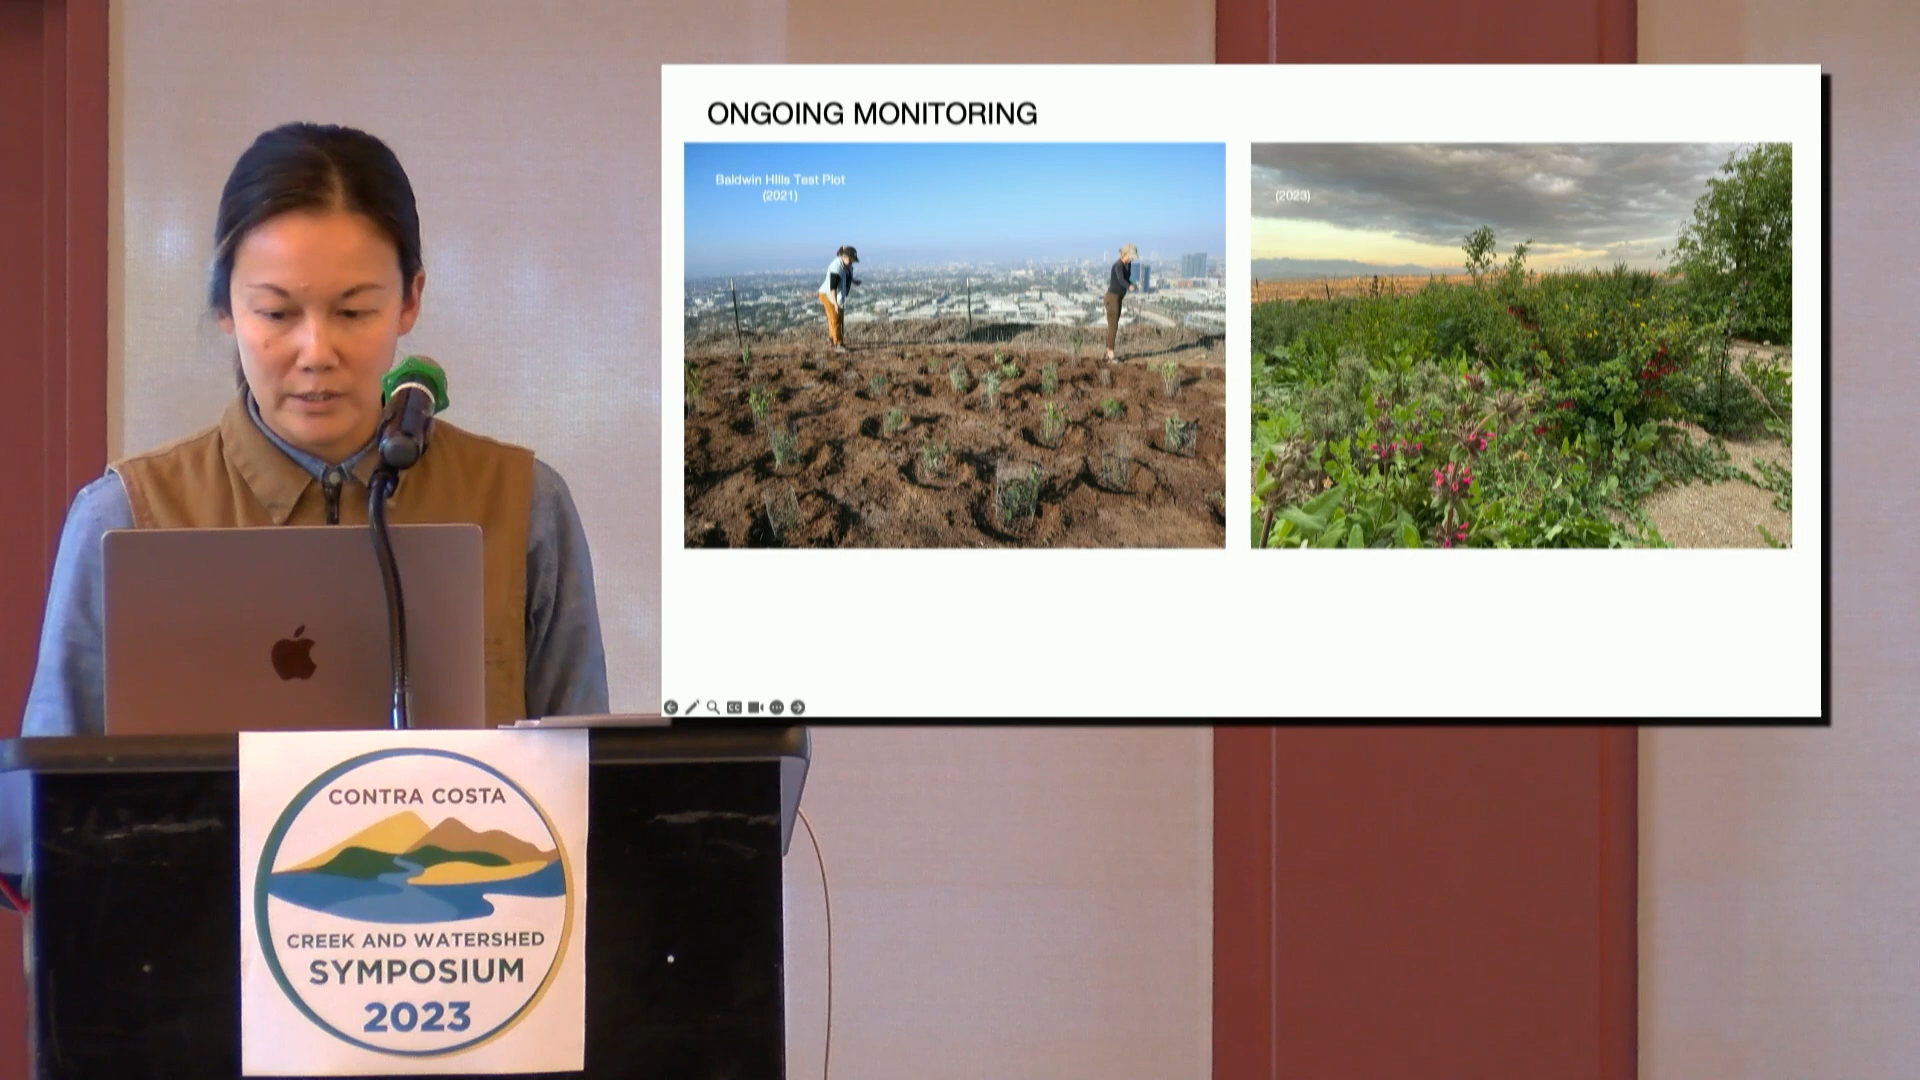 ONGOING MONITORING
Baldwin Hills Test Plot
(2021)
(2023)
CONTRA COSTA
CREEK AND WATERSHED
SYMPOSIUM
2023